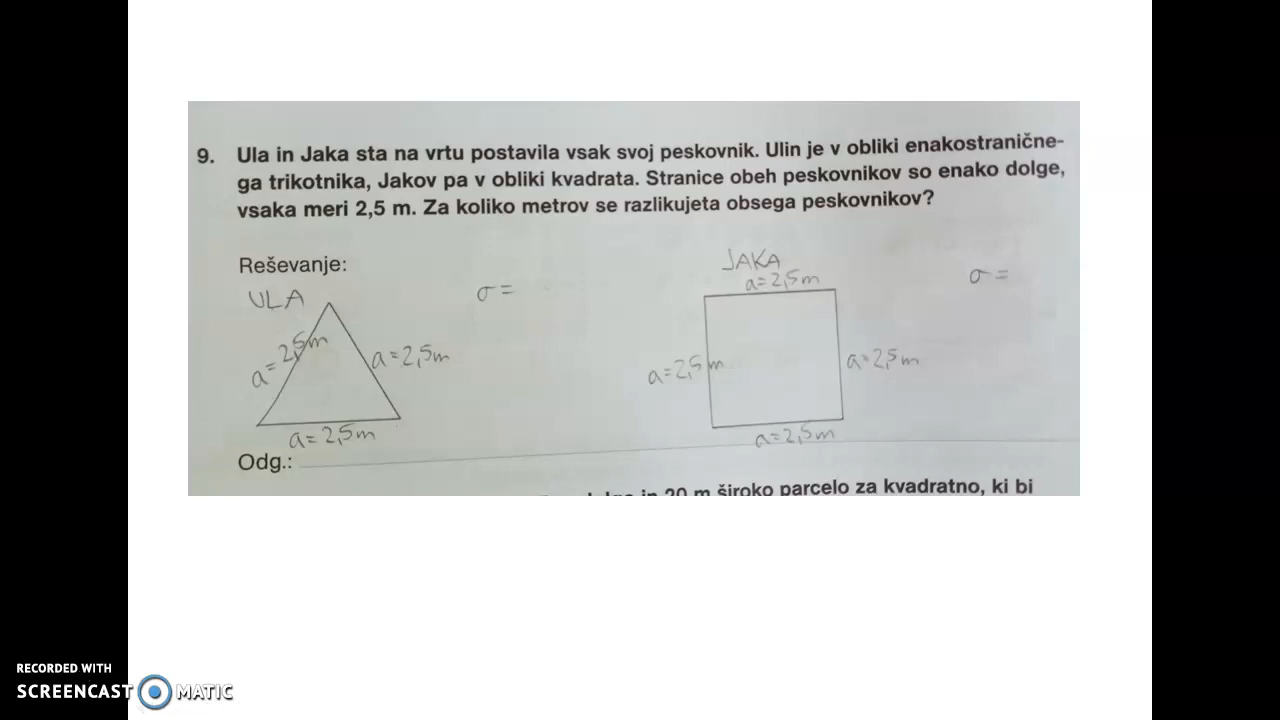 9. Ula in Jaka sta na vrtu postavila vsak svoj peskovnik. Ulin je v obliki enakostranične-
ga trikotnika, Jakov pa v obliki kvadrata. Stranice obeh peskovnikov so enako dolge,
vsaka meri 2,5 m. Za koliko metrov se razlikujeta obsega peskovnikov?
Reševanje:
ULA
σ =
a = 2,5m
a = 2,5m
a = 2,5m
JAKA
a = 2,5m
σ =
a = 2,5m
a = 2,5m
a = 2,5m
Odg.:
in 20 m široko parcelo za kvadratno, ki bi
RECORDED WITH
SCREENCAST MATIC